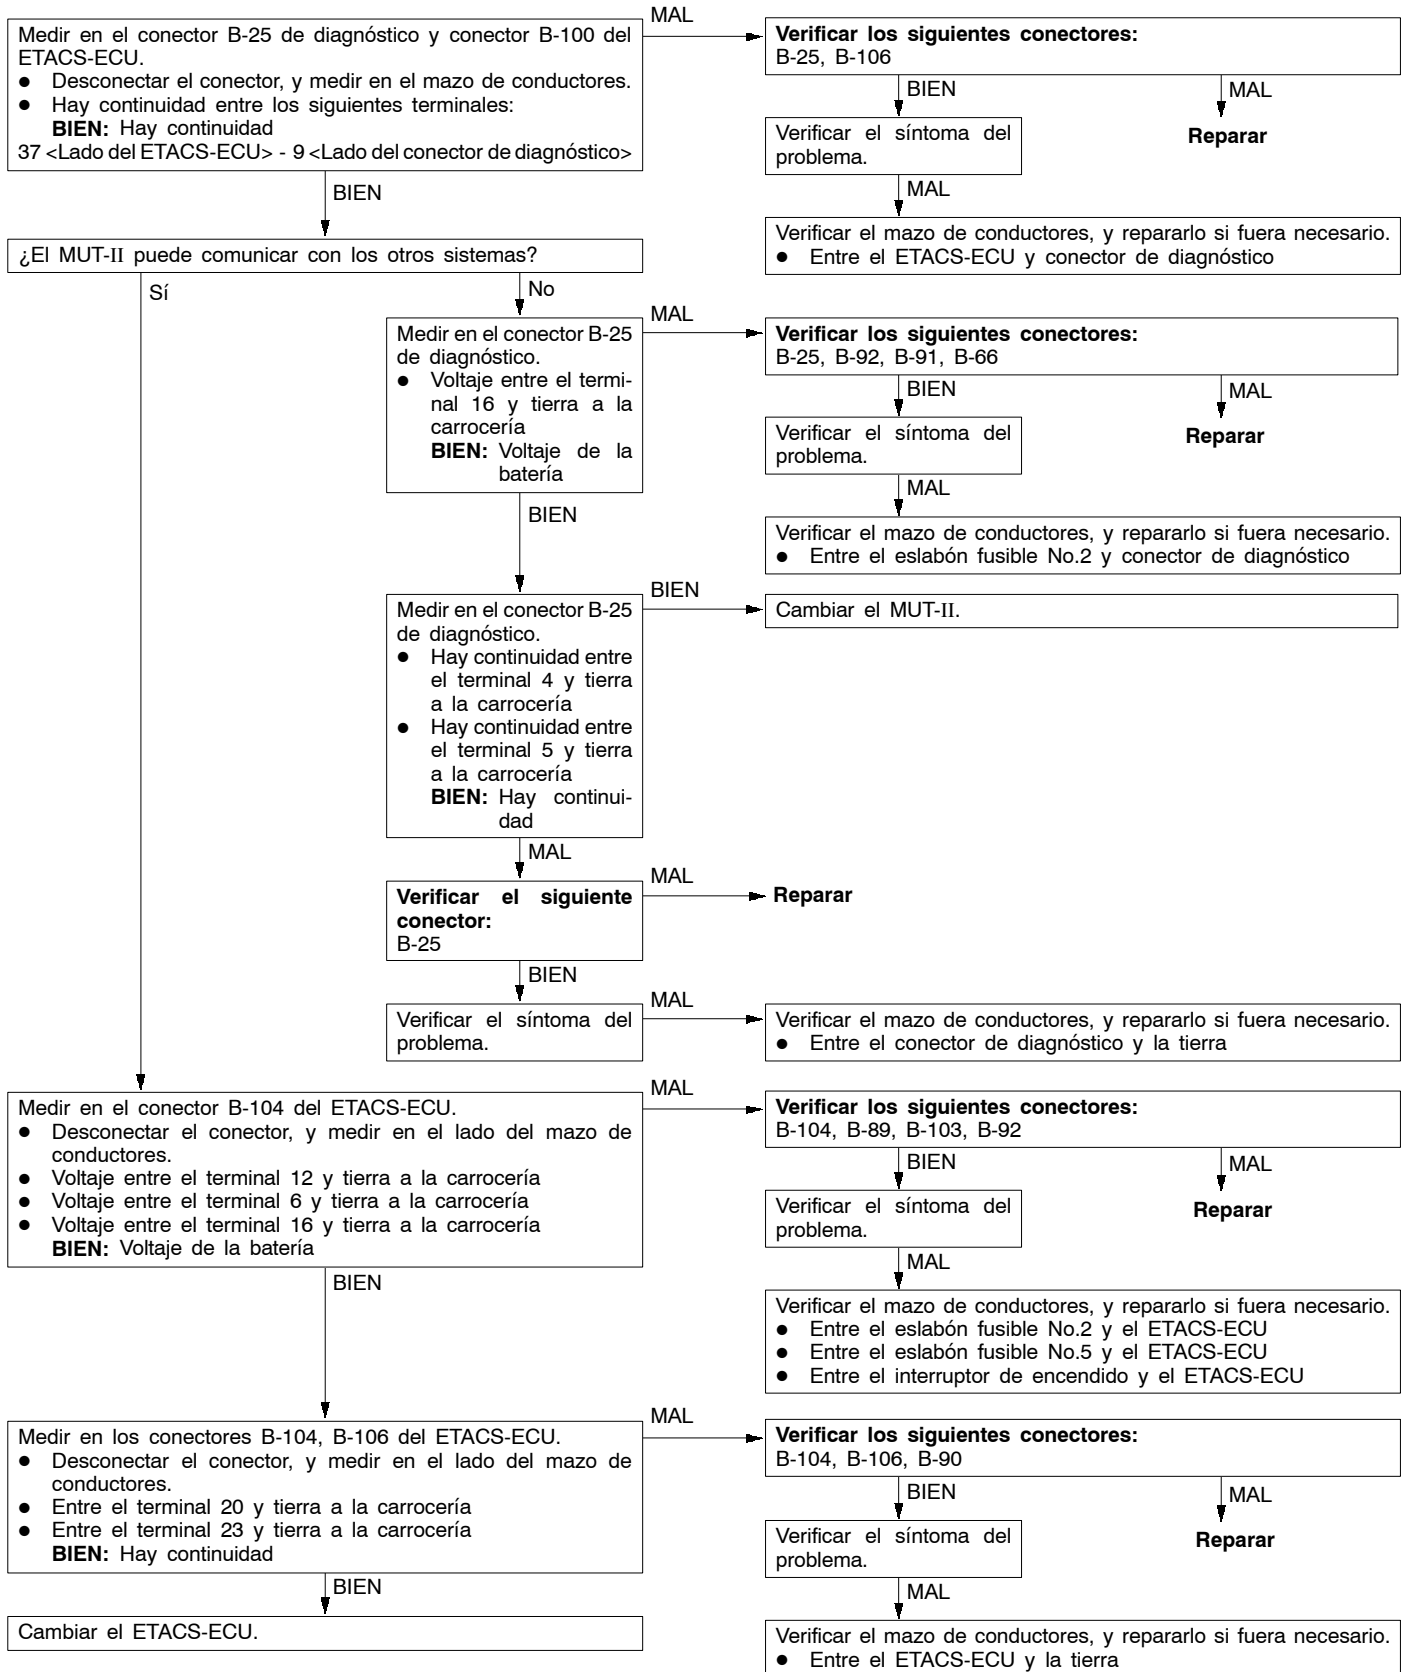 Medir en el conector B-25 de diagnóstico y conector B-100 del
ETACS-ECU.
● Desconectar el conector, y medir en el mazo de conductores.
● Hay continuidad entre los siguientes terminales:
BIEN: Hay continuidad
37 <Lado del ETACS-ECU> - 9 <Lado del conector de diagnóstico>
MAL
Verificar los siguientes conectores:
B-25, B-106
BIEN
MAL
Verificar el síntoma del
problema.
Reparar
MAL
Verificar el mazo de conductores, y repararlo si fuera necesario.
● Entre el ETACS-ECU y conector de diagnóstico
BIEN
¿El MUT-II puede comunicar con los otros sistemas?
Sí
No
Medir en el conector B-25
de diagnóstico.
● Voltaje entre el termi-
nal 16 y tierra a la
carrocería
BIEN: Voltaje de la
batería
MAL
Verificar los siguientes conectores:
B-25, B-92, B-91, B-66
BIEN
MAL
Verificar el síntoma del
problema.
Reparar
MAL
Verificar el mazo de conductores, y repararlo si fuera necesario.
● Entre el eslabón fusible No.2 y conector de diagnóstico
BIEN
Medir en el conector B-25
de diagnóstico.
● Hay continuidad entre
el terminal 4 y tierra
a la carrocería
● Hay continuidad entre
el terminal 5 y tierra
a la carrocería
BIEN: Hay continui-
dad
BIEN
Cambiar el MUT-II.
MAL
Verificar el siguiente
conector:
B-25
MAL
Reparar
BIEN
Verificar el síntoma del
problema.
MAL
Verificar el mazo de conductores, y repararlo si fuera necesario.
● Entre el conector de diagnóstico y la tierra
Medir en el conector B-104 del ETACS-ECU.
● Desconectar el conector, y medir en el lado del mazo de
conductores.
● Voltaje entre el terminal 12 y tierra a la carrocería
● Voltaje entre el terminal 6 y tierra a la carrocería
● Voltaje entre el terminal 16 y tierra a la carrocería
BIEN: Voltaje de la batería
MAL
Verificar los siguientes conectores:
B-104, B-89, B-103, B-92
BIEN
MAL
Verificar el síntoma del
problema.
Reparar
MAL
Verificar el mazo de conductores, y repararlo si fuera necesario.
● Entre el eslabón fusible No.2 y el ETACS-ECU
● Entre el eslabón fusible No.5 y el ETACS-ECU
● Entre el interruptor de encendido y el ETACS-ECU
BIEN
Medir en los conectores B-104, B-106 del ETACS-ECU.
● Desconectar el conector, y medir en el lado del mazo de
conductores.
● Entre el terminal 20 y tierra a la carrocería
● Entre el terminal 23 y tierra a la carrocería
BIEN: Hay continuidad
MAL
Verificar los siguientes conectores:
B-104, B-106, B-90
BIEN
MAL
Verificar el síntoma del
problema.
Reparar
MAL
Verificar el mazo de conductores, y repararlo si fuera necesario.
● Entre el ETACS-ECU y la tierra
BIEN
Cambiar el ETACS-ECU.